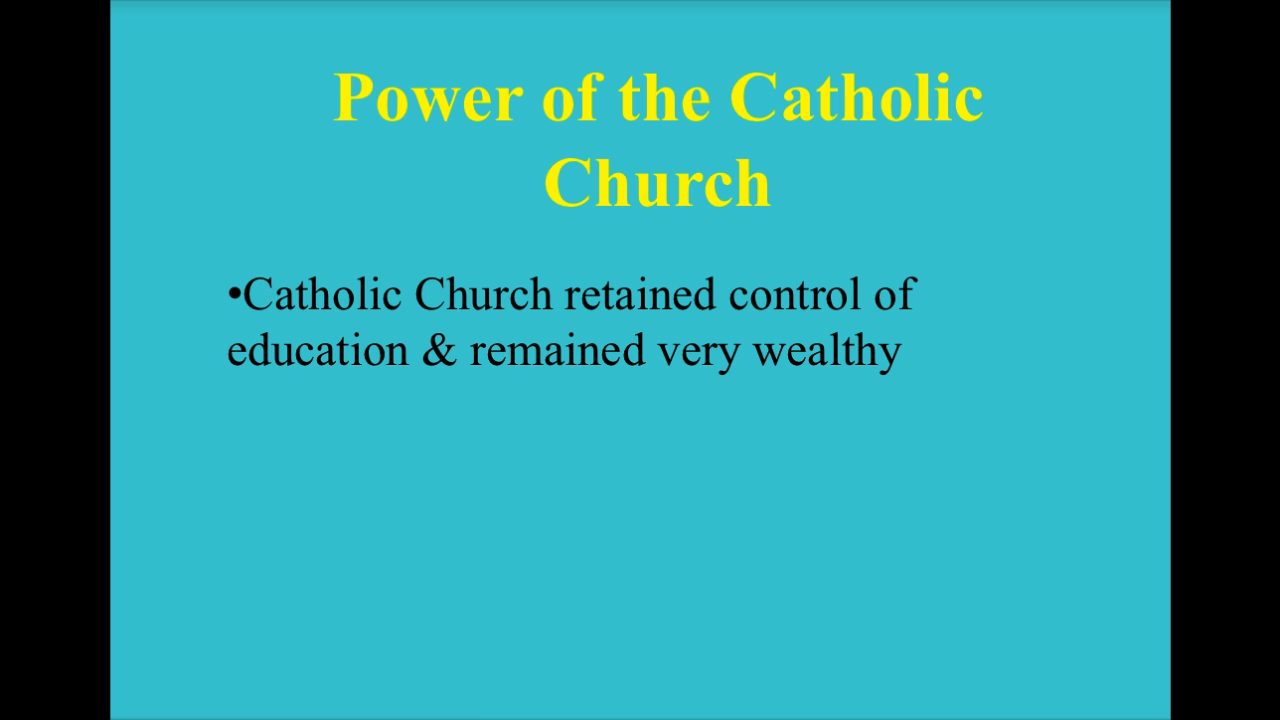 Power of the Catholic
Church
•Catholic Church retained control of
education & remained very wealthy